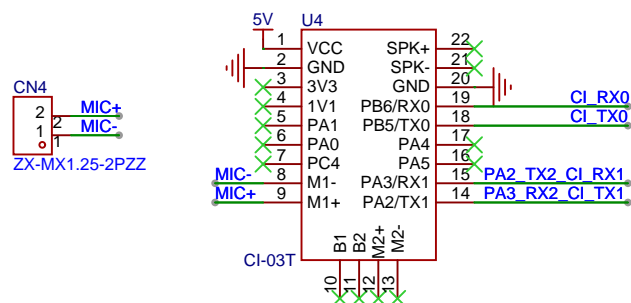 5V
U4
1 VCC SPK+ 22
2 GND SPK- 21
3 3V3 GND 20
4 1V1 PB6/RX0 19 CI_RX0
5 PA1 PB5/TX0 18 CI_TX0
6 PA0 PA4 17
7 PC4 PA5 16
MIC- 8 M1- PA3/RX1 15 PA2_TX2_CI_RX1
MIC+ 9 M1+ PA2/TX1 14 PA3_RX2_CI_TX1
B1 B2 M2+ M2-
10 11 12 13
CI-03T
CN4
2 2 MIC+
1 1 MIC-
ZX-MX1.25-2PZZ